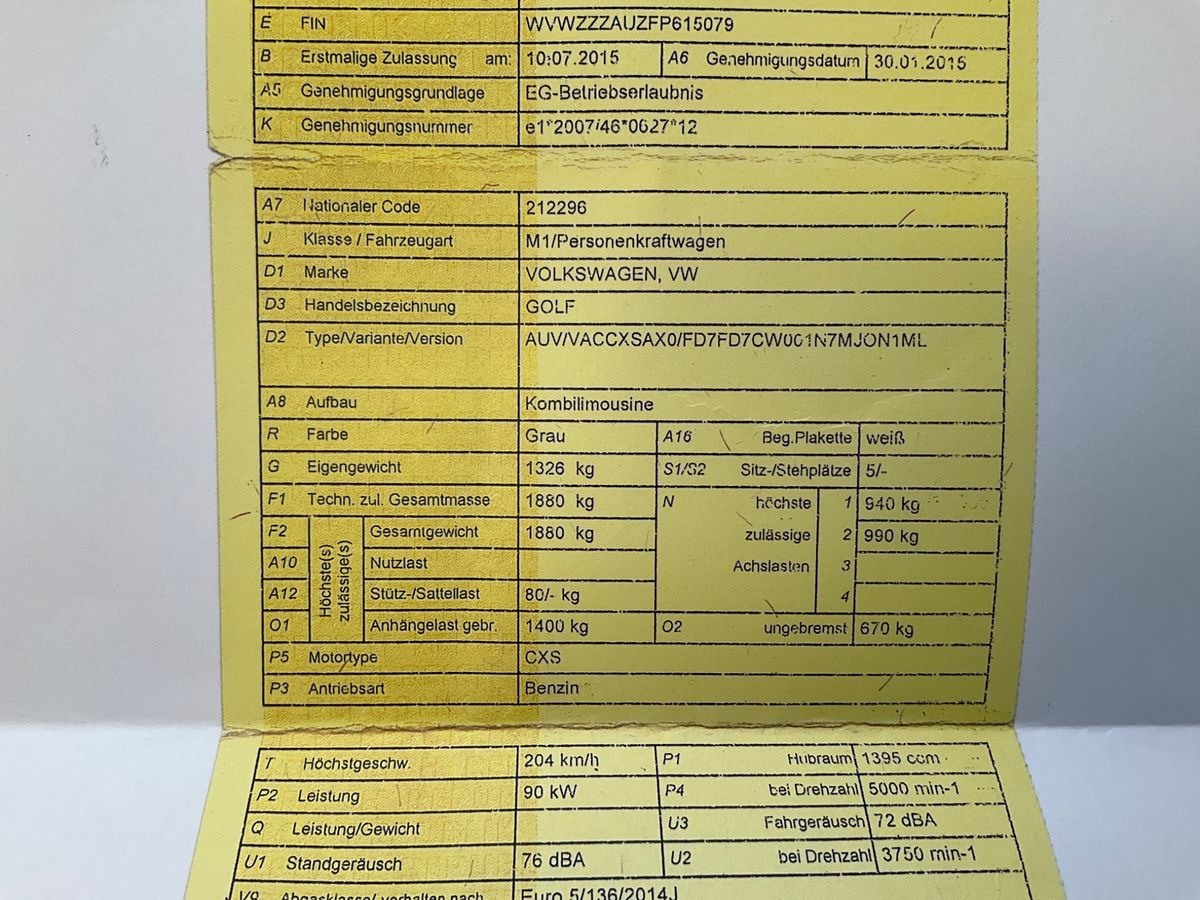 E FIN WVWZZZAUZFP615079
B Erstmalige Zulassung am: 10.07.2015 A6 Genehmigungsdatum 30.01.2015
A5 Genehmigungsgrundlage EG-Betriebserlaubnis
K Genehmigungsnummer e1*2007/46*0627*12
A7 Nationaler Code 212296
J Klasse / Fahrzeugart M1/Personenkraftwagen
D1 Marke VOLKSWAGEN, VW
D3 Handelsbezeichnung GOLF
D2 Type/Variante/Version AUV/VACCXSAX0/FD7FD7CW001N7MJON1ML
A8 Aufbau Kombilimousine
R Farbe Grau A16 Beg.Plakette weiß
G Eigengewicht 1326 kg S1/S2 Sitz-/Stehplätze 5/-
F1 Techn. zul. Gesamtmasse 1880 kg N höchste 1 940 kg
F2 Höchste(s) zulässige(s) Gesamtgewicht 1880 kg zulässige 2 990 kg
A10 Nutzlast Achslasten 3
A12 Stütz-/Sattellast 80/- kg 4
O1 Anhängelast gebr. 1400 kg O2 ungebremst 670 kg
P5 Motortype CXS
P3 Antriebsart Benzin
T Höchstgeschw. 204 km/h P1 Hubraum 1395 ccm
P2 Leistung 90 kW P4 bei Drehzahl 5000 min-1
Q Leistung/Gewicht U3 Fahrgeräusch 72 dBA
U1 Standgeräusch 76 dBA U2 bei Drehzahl 3750 min-1
V9 Abgasklasse/ verhalten nach Euro 5/136/2014J